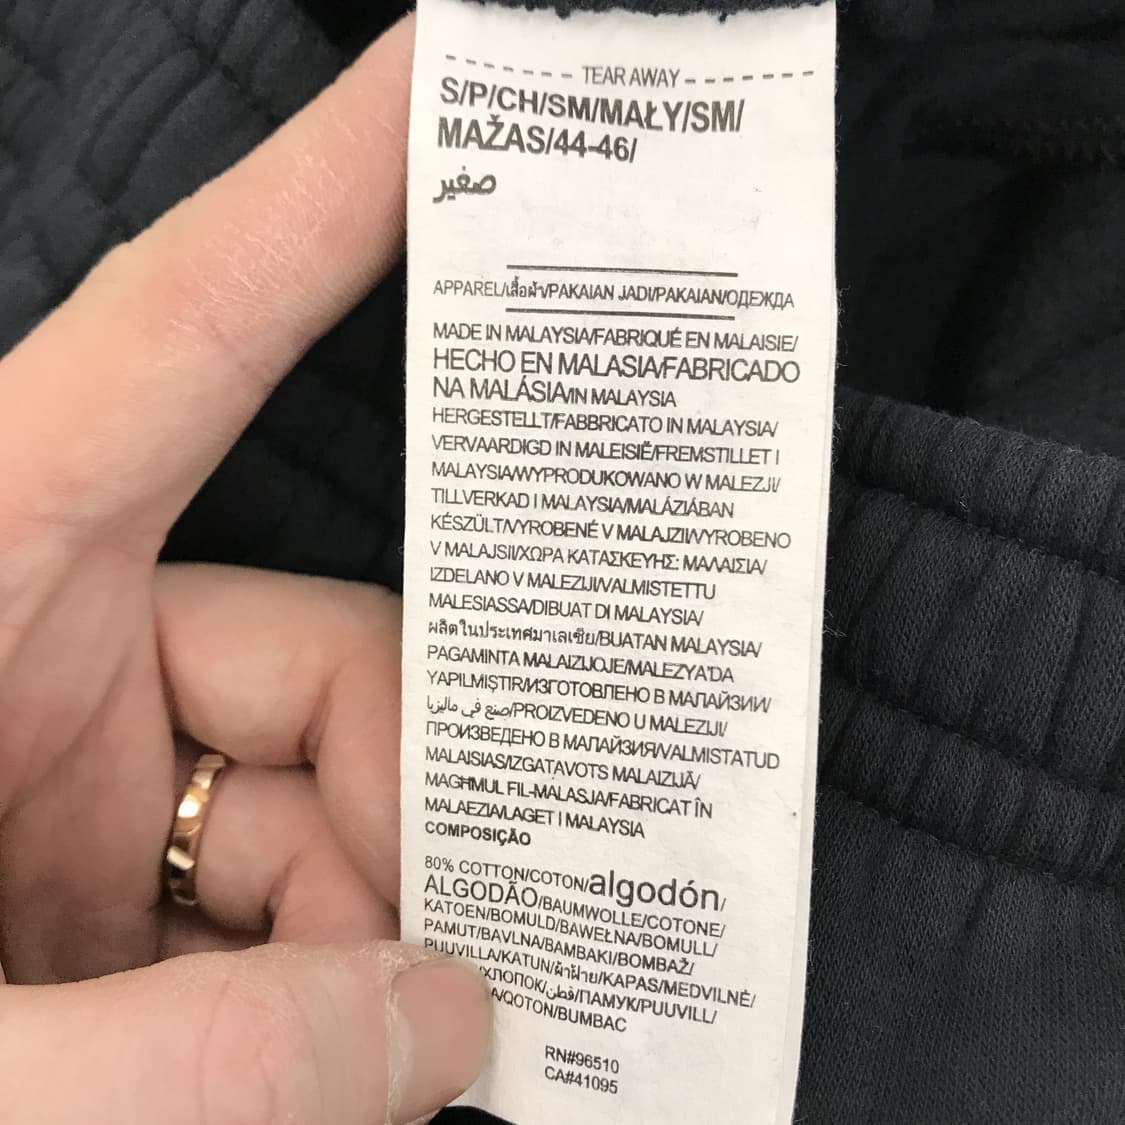 TEAR AWAY
S/P/CH/SM/MAŁY/SM/
MAŽAS/44-46/
صغير
APPAREL/เสื้อผ้า/PAKAIAN JADI/PAKAIAN/ОДЕЖДА
MADE IN MALAYSIA/FABRIQUÉ EN MALAISIE/
HECHO EN MALASIA/FABRICADO
NA MALÁSIA/IN MALAYSIA
HERGESTELLT/FABBRICATO IN MALAYSIA/
VERVAARDIGD IN MALEISIË/FREMSTILLET I
MALAYSIA/WYPRODUKOWANO W MALEZJI/
TILLVERKAD I MALAYSIA/MALÁZIÁBAN
KÉSZÜLT/VYROBENÉ V MALAJZII/VYROBENO
V MALAJSII/ΧΩΡΑ ΚΑΤΑΣΚΕΥΗΣ: ΜΑΛΑΙΣΙΑ/
IZDELANO V MALEZIJI/VALMISTETTU
MALESIASSA/DIBUAT DI MALAYSIA/
ผลิตในประเทศมาเลเซีย/BUATAN MALAYSIA/
PAGAMINTA MALAIZIJOJE/MALEZYA'DA
YAPILMIŞTIR/ИЗГОТОВЛЕНО В МАЛАЙЗИИ/
صنع في ماليزيا/PROIZVEDENO U MALEZIJI/
ПРОИЗВЕДЕНО В МАЛАЙЗИЯ/VALMISTATUD
MALAISIAS/IZGATAVOTS MALAIZIJĀ/
MAGĦMUL FIL-MALASJA/FABRICAT ÎN
MALAEZIA/LAGET I MALAYSIA
COMPOSIÇÃO
80% COTTON/COTON/algodón/
ALGODÃO/BAUMWOLLE/COTONE/
KATOEN/BOMULD/BAWEŁNA/BOMULL/
PAMUT/BAVLNA/ΒΑΜΒΑΚΙ/BOMBAŽ/
PUUVILLA/KATUN/ผ้าฝ้าย/KAPAS/MEDVILNĖ/
ХЛОПОК/قطن/ПАМУК/PUUVILL/
/QOTON/BUMBAC
RN#96510
CA#41095